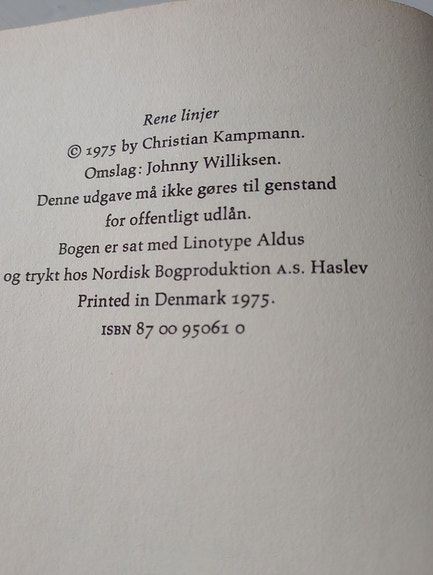 Rene linjer
© 1975 by Christian Kampmann.
Omslag: Johnny Williksen.
Denne udgave må ikke gøres til genstand
for offentligt udlån.
Bogen er sat med Linotype Aldus
og trykt hos Nordisk Bogproduktion A.S. Haslev
Printed in Denmark 1975.
ISBN 87 00 95061 0